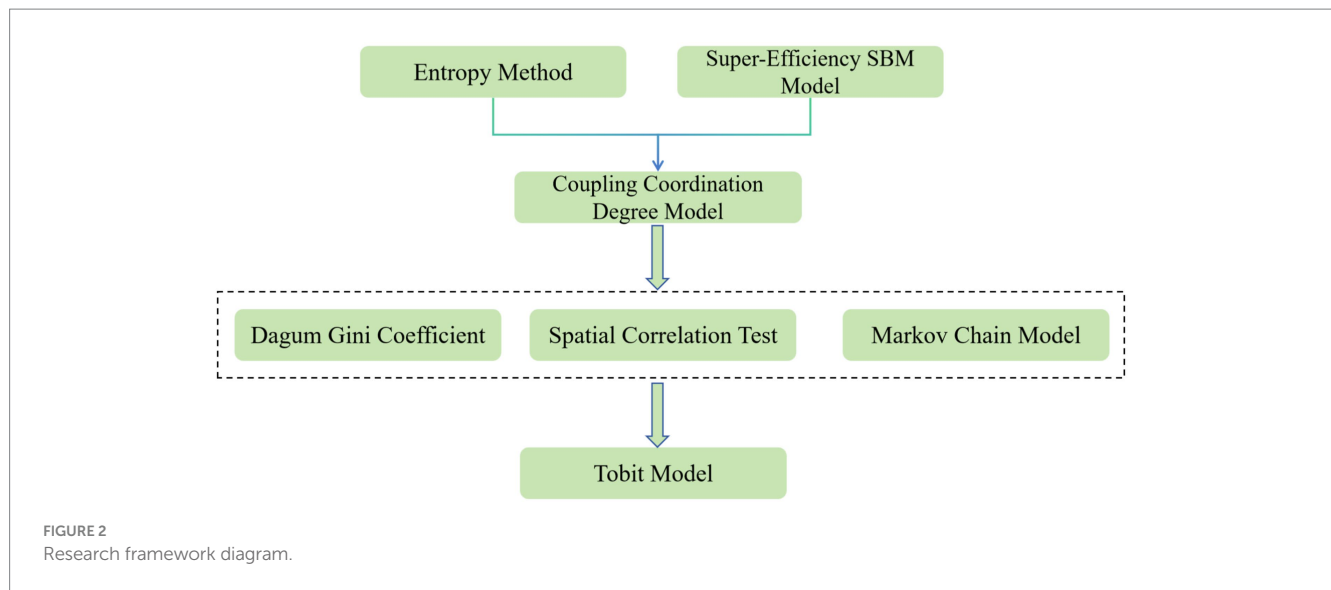 Entropy Method
Super-Efficiency SBM
Model
Coupling Coordination
Degree Model
Dagum Gini Coefficient
Spatial Correlation Test
Markov Chain Model
Tobit Model
FIGURE 2
Research framework diagram.